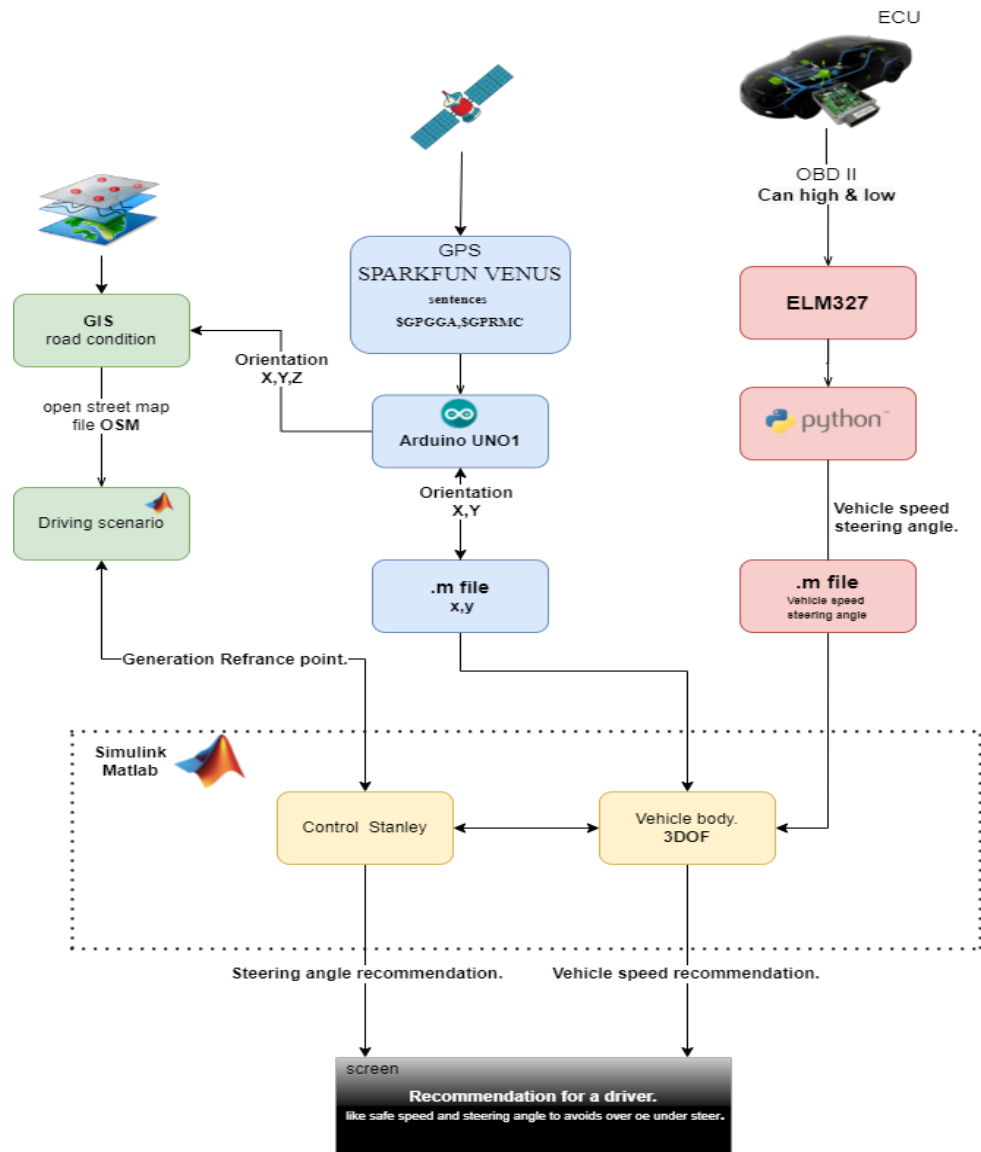 ECU
OBD II
Can high & low
GPS
SPARKFUN VENUS
sentences
$GPGGA,$GPRMC
ELM327
GIS
road condition
Orientation
X,Y,Z
open street map
file OSM
Arduino UNO1
python™
Orientation
X,Y
Driving scenario
Vehicle speed
steering angle.
.m file
x,y
.m file
Vehicle speed
steering angle
Generation Refrance point.
Simulink
Matlab
Control Stanley
Vehicle body.
3DOF
Steering angle recommendation.
Vehicle speed recommendation.
screen
Recommendation for a driver.
like safe speed and steering angle to avoids over oe under steer.